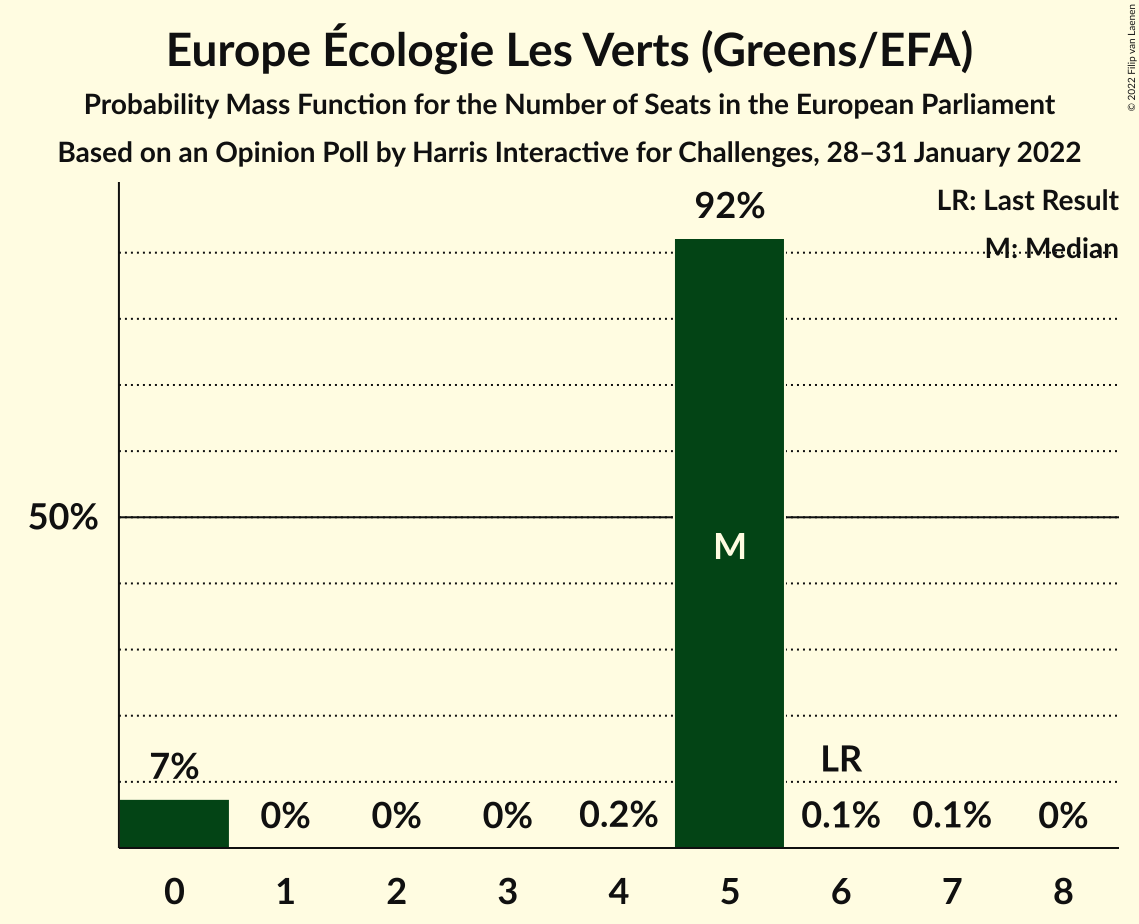 Europe Écologie Les Verts (Greens/EFA)
Probability Mass Function for the Number of Seats in the European Parliament
Based on an Opinion Poll by Harris Interactive for Challenges, 28–31 January 2022
© 2022 Filip van Laenen
LR: Last Result
M: Median
92%
50%
M
7%
0%
0%
0%
0.2%
LR
0.1%
0.1%
0%
0 1 2 3 4 5 6 7 8